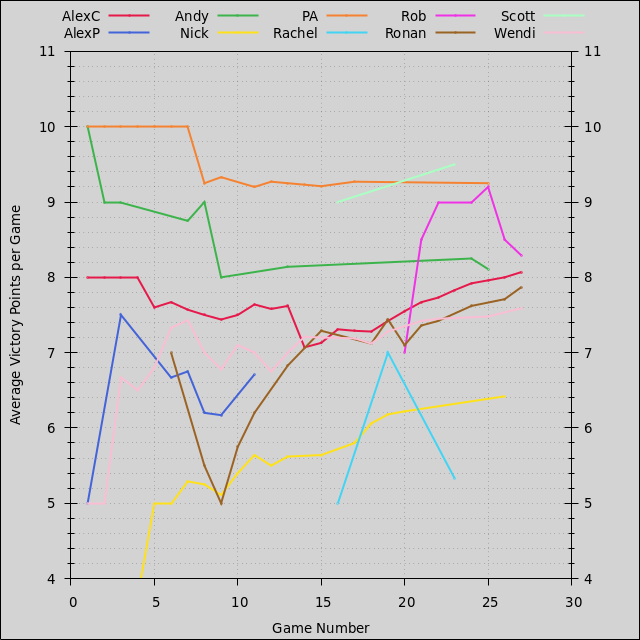 AlexC Andy PA Rob Scott
AlexP Nick Rachel Ronan Wendi
11 11
10 10
9 9
8 8
7 7
6 6
5 5
4 4
0 5 10 15 20 25 30
Average Victory Points per Game
Game Number